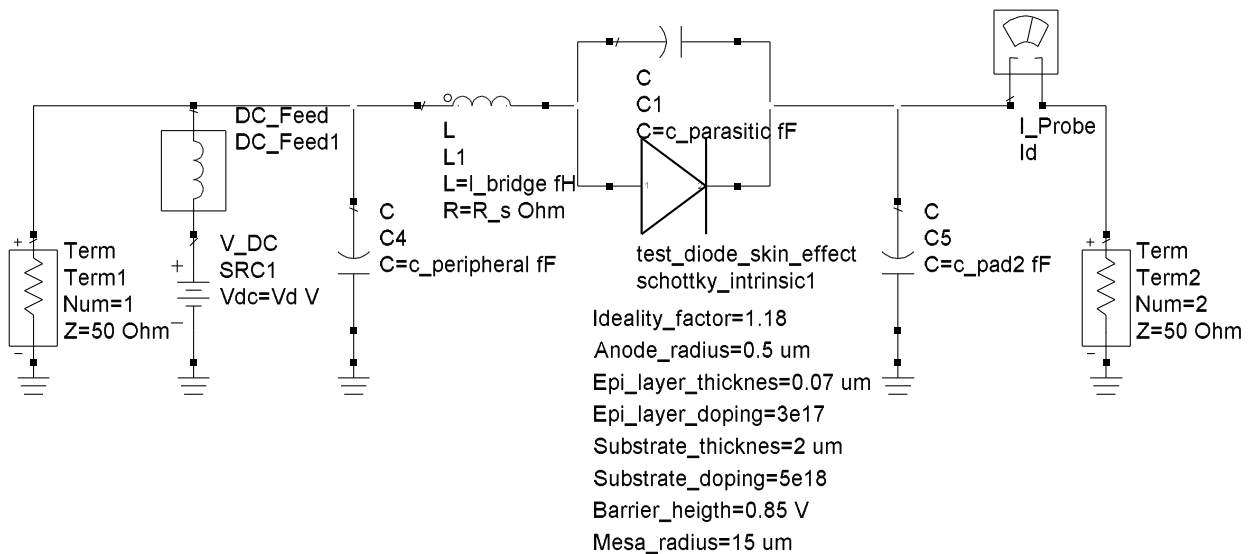 DC_Feed
DC_Feed1
Term
Term1
Num=1
Z=50 Ohm
+
−
V_DC
SRC1
Vdc=Vd V
+
−
C
C4
C=c_peripheral fF
L
L1
L=l_bridge fH
R=R_s Ohm
C
C1
C=c_parasitic fF
1
test_diode_skin_effect
schottky_intrinsic1
Ideality_factor=1.18
Anode_radius=0.5 um
Epi_layer_thicknes=0.07 um
Epi_layer_doping=3e17
Substrate_thicknes=2 um
Substrate_doping=5e18
Barrier_heigth=0.85 V
Mesa_radius=15 um
C
C5
C=c_pad2 fF
I_Probe
Id
Term
Term2
Num=2
Z=50 Ohm
+
−